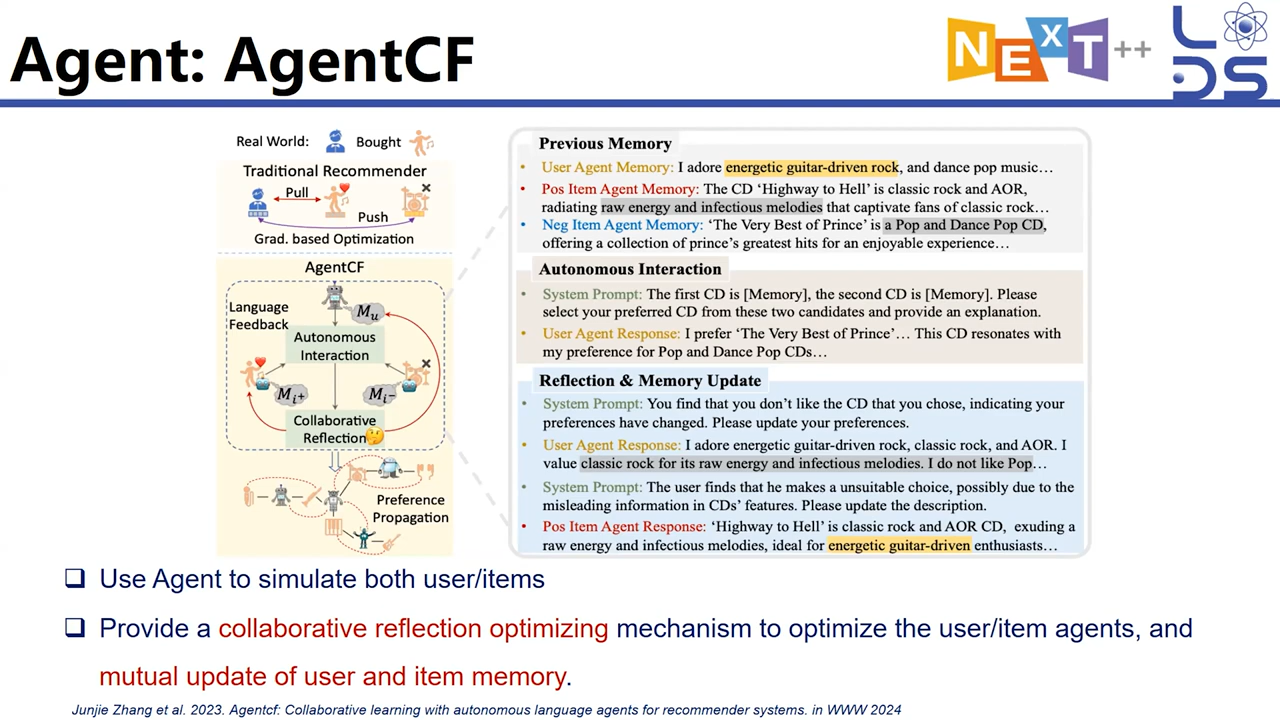 Agent: AgentCF
NExT++
LDS
Real World:
Bought
Traditional Recommender
Pull
Push
Grad. based Optimization
AgentCF
Language
Feedback
Mu
Autonomous
Interaction
Mi+
Mi-
Collaborative
Reflection
Preference
Propagation
Previous Memory
• User Agent Memory: I adore energetic guitar-driven rock, and dance pop music…
• Pos Item Agent Memory: The CD ‘Highway to Hell’ is classic rock and AOR,
radiating raw energy and infectious melodies that captivate fans of classic rock…
• Neg Item Agent Memory: ‘The Very Best of Prince’ is a Pop and Dance Pop CD,
offering a collection of prince’s greatest hits for an enjoyable experience…
Autonomous Interaction
• System Prompt: The first CD is [Memory], the second CD is [Memory]. Please
select your preferred CD from these two candidates and provide an explanation.
• User Agent Response: I prefer ‘The Very Best of Prince’… This CD resonates with
my preference for Pop and Dance Pop CDs…
Reflection & Memory Update
• System Prompt: You find that you don’t like the CD that you chose, indicating your
preferences have changed. Please update your preferences.
• User Agent Response: I adore energetic guitar-driven rock, classic rock, and AOR. I
value classic rock for its raw energy and infectious melodies. I do not like Pop…
• System Prompt: The user finds that he makes a unsuitable choice, possibly due to the
misleading information in CDs’ features. Please update the description.
• Pos Item Agent Response: ‘Highway to Hell’ is classic rock and AOR CD, exuding a
raw energy and infectious melodies, ideal for energetic guitar-driven enthusiasts…
❑ Use Agent to simulate both user/items
❑ Provide a collaborative reflection optimizing mechanism to optimize the user/item agents, and
mutual update of user and item memory.
Junjie Zhang et al. 2023. Agentcf: Collaborative learning with autonomous language agents for recommender systems. in WWW 2024